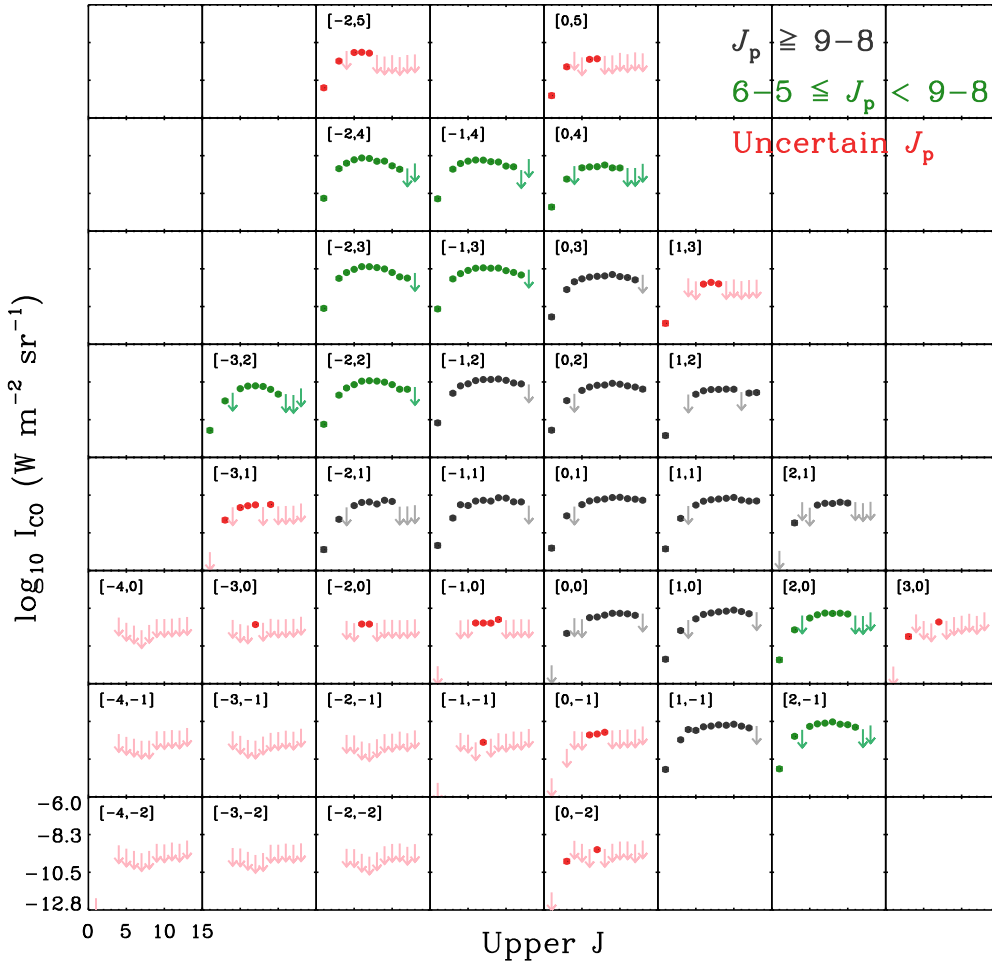 [-2,5] [0,5] Jp ≧ 9-8
6-5 ≦ Jp < 9-8
[-2,4] [-1,4] [0,4] Uncertain Jp
[-2,3] [-1,3] [0,3] [1,3]
[-3,2] [-2,2] [-1,2] [0,2] [1,2]
[-3,1] [-2,1] [-1,1] [0,1] [1,1] [2,1]
[-4,0] [-3,0] [-2,0] [-1,0] [0,0] [1,0] [2,0] [3,0]
[-4,-1] [-3,-1] [-2,-1] [-1,-1] [0,-1] [1,-1] [2,-1]
[-4,-2] [-3,-2] [-2,-2] [0,-2]
-6.0
-8.3
-10.5
-12.8
0 5 10 15
Upper J
log₁₀ I_CO (W m⁻² sr⁻¹)